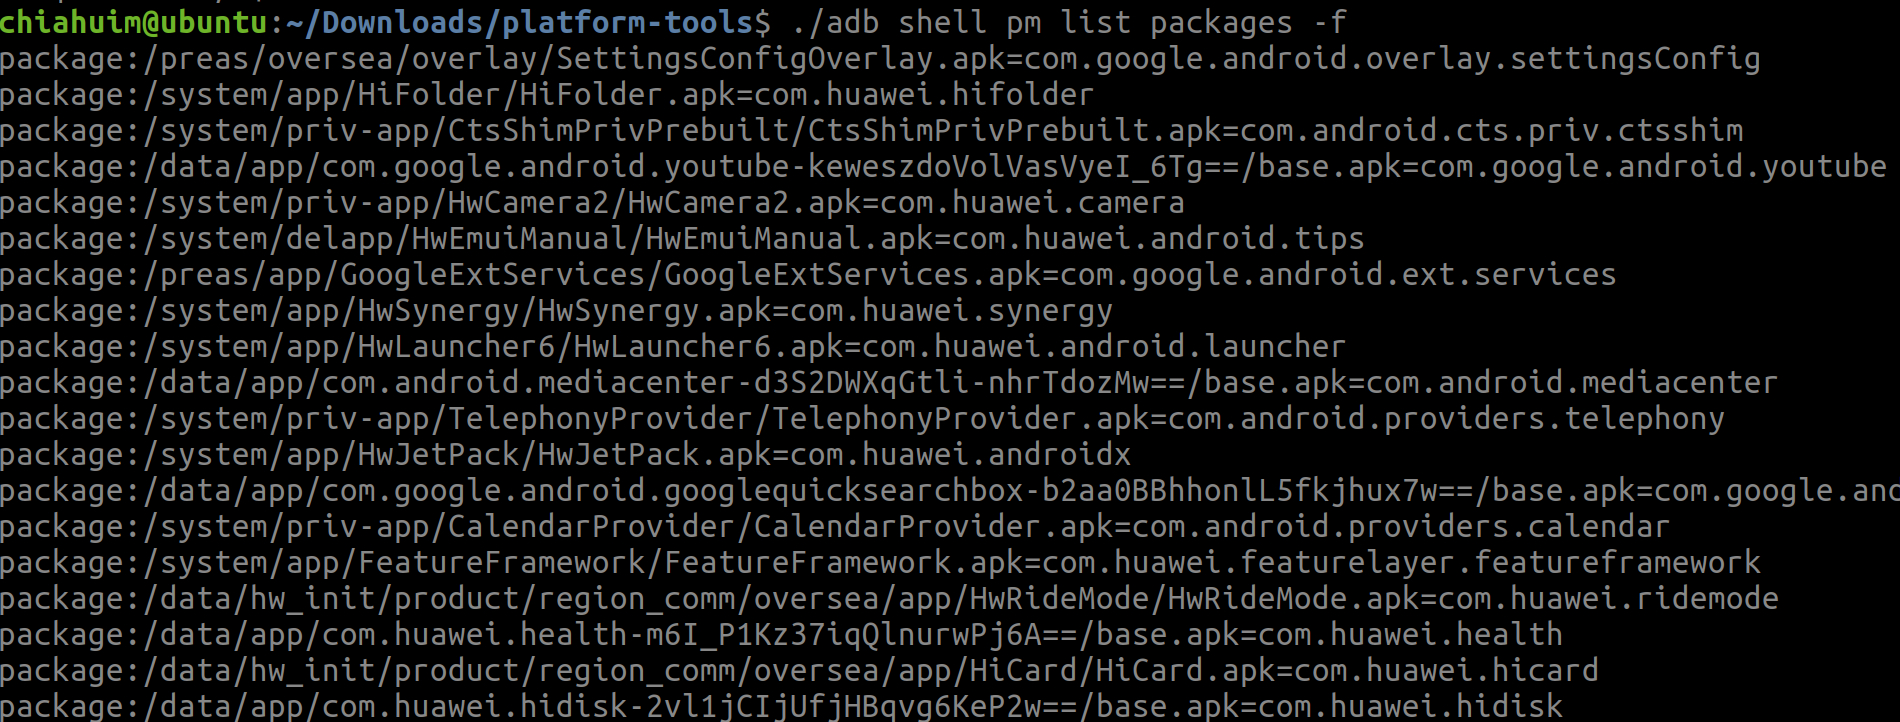 chiahuim@ubuntu:~/Downloads/platform-tools$ ./adb shell pm list packages -f
package:/preas/oversea/overlay/SettingsConfigOverlay.apk=com.google.android.overlay.settingsConfig
package:/system/app/HiFolder/HiFolder.apk=com.huawei.hifolder
package:/system/priv-app/CtsShimPrivPrebuilt/CtsShimPrivPrebuilt.apk=com.android.cts.priv.ctsshim
package:/data/app/com.google.android.youtube-keweszdoVolVasVyeI_6Tg==/base.apk=com.google.android.youtube
package:/system/priv-app/HwCamera2/HwCamera2.apk=com.huawei.camera
package:/system/delapp/HwEmuiManual/HwEmuiManual.apk=com.huawei.android.tips
package:/preas/app/GoogleExtServices/GoogleExtServices.apk=com.google.android.ext.services
package:/system/app/HwSynergy/HwSynergy.apk=com.huawei.synergy
package:/system/app/HwLauncher6/HwLauncher6.apk=com.huawei.android.launcher
package:/data/app/com.android.mediacenter-d3S2DWXqGtli-nhrTdozMw==/base.apk=com.android.mediacenter
package:/system/priv-app/TelephonyProvider/TelephonyProvider.apk=com.android.providers.telephony
package:/system/app/HwJetPack/HwJetPack.apk=com.huawei.androidx
package:/data/app/com.google.android.googlequicksearchbox-b2aa0BBhhonlL5fkjhux7w==/base.apk=com.google.and
package:/system/priv-app/CalendarProvider/CalendarProvider.apk=com.android.providers.calendar
package:/system/app/FeatureFramework/FeatureFramework.apk=com.huawei.featurelayer.featureframework
package:/data/hw_init/product/region_comm/oversea/app/HwRideMode/HwRideMode.apk=com.huawei.ridemode
package:/data/app/com.huawei.health-m6I_P1Kz37iqQlnurwPj6A==/base.apk=com.huawei.health
package:/data/hw_init/product/region_comm/oversea/app/HiCard/HiCard.apk=com.huawei.hicard
package:/data/app/com.huawei.hidisk-2vl1jCIjUfjHBqvg6KeP2w==/base.apk=com.huawei.hidisk